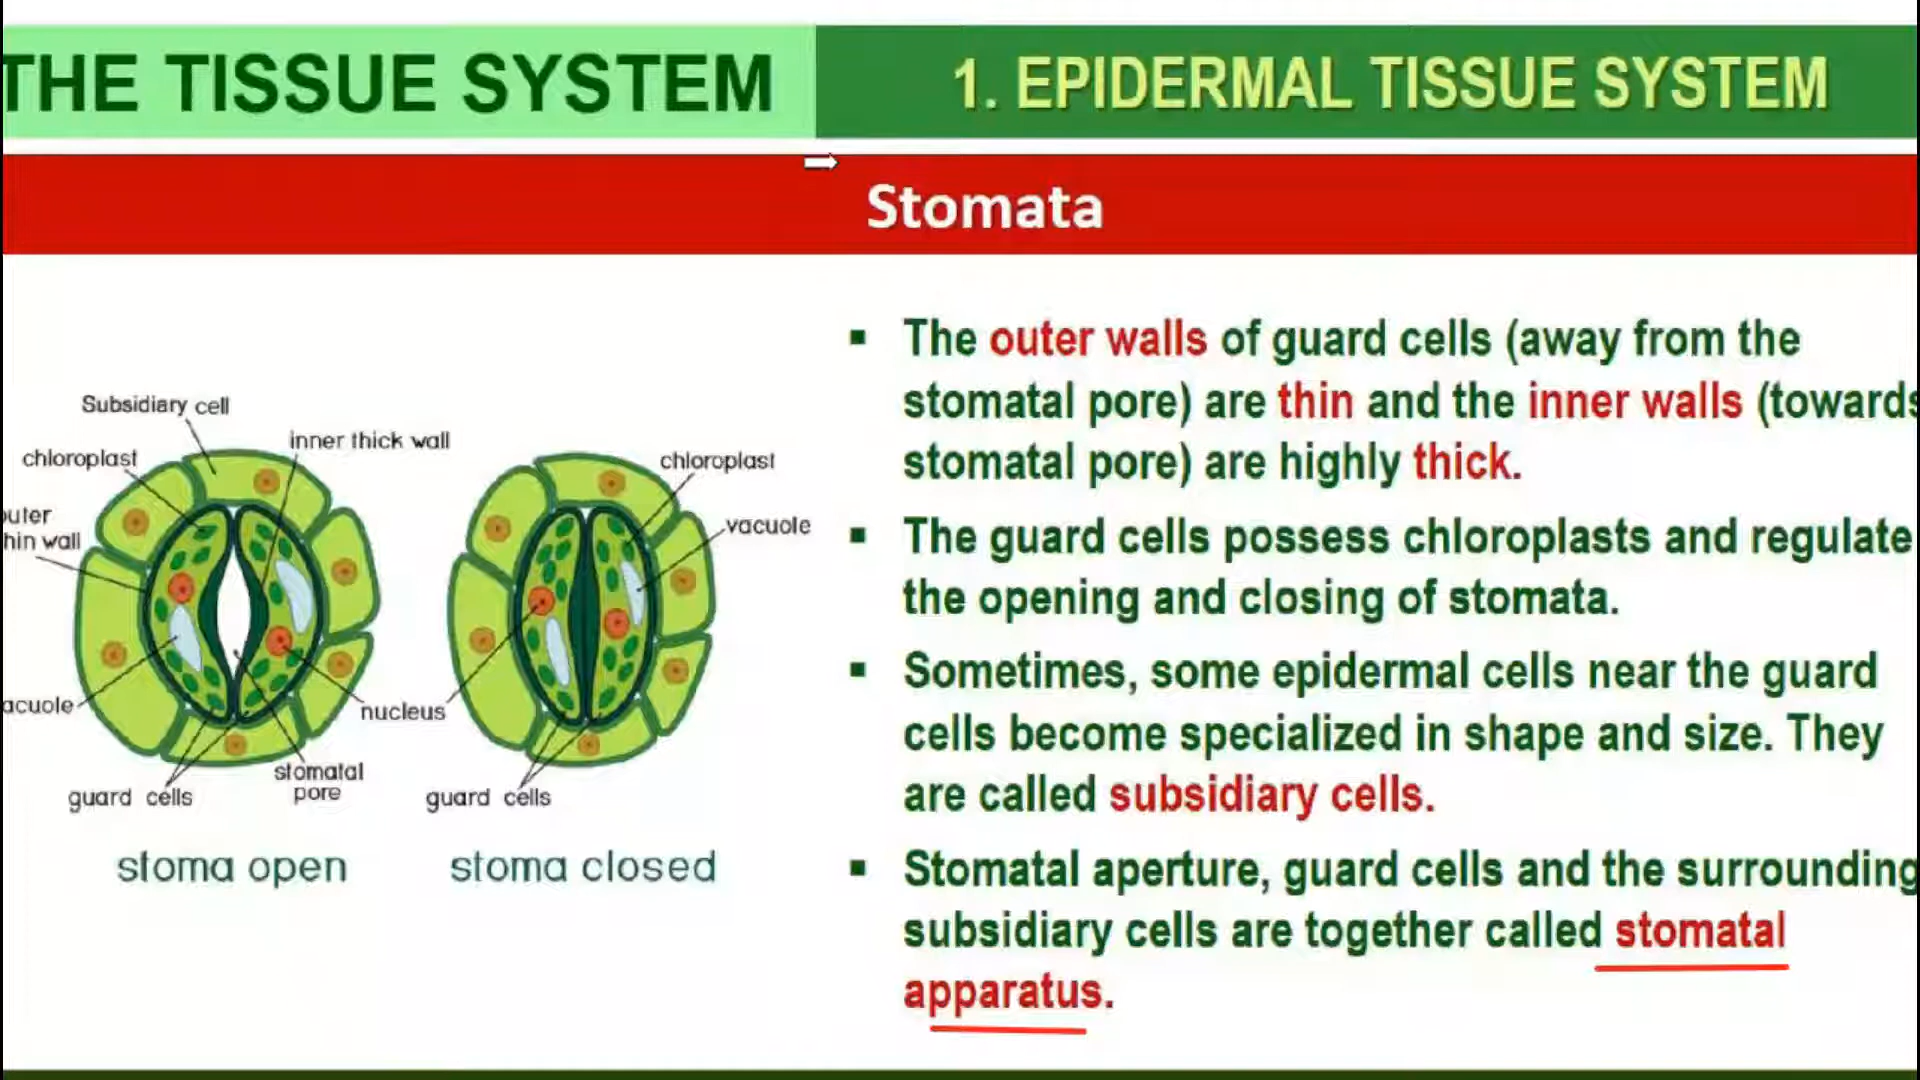 THE TISSUE SYSTEM
1. EPIDERMAL TISSUE SYSTEM
Stomata
Subsidiary cell
chloroplast
inner thick wall
outer
thin wall
vacuole
nucleus
stomatal
pore
guard cells
stoma open
chloroplast
vacuole
guard cells
stoma closed
▪ The outer walls of guard cells (away from the
stomatal pore) are thin and the inner walls (towards
stomatal pore) are highly thick.
▪ The guard cells possess chloroplasts and regulate
the opening and closing of stomata.
▪ Sometimes, some epidermal cells near the guard
cells become specialized in shape and size. They
are called subsidiary cells.
▪ Stomatal aperture, guard cells and the surrounding
subsidiary cells are together called stomatal
apparatus.